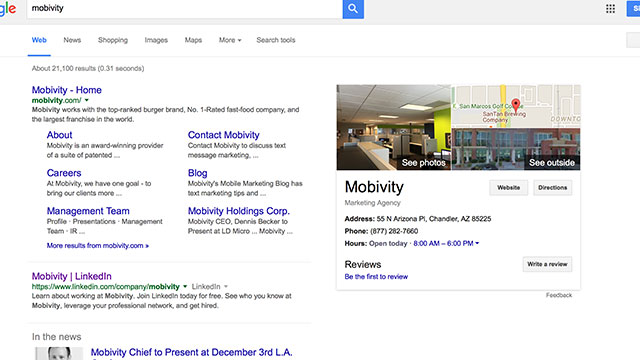 gle mobivity
Web News Shopping Images Maps More Search tools
About 21,100 results (0.31 seconds)
Mobivity - Home
mobivity.com/
Mobivity works with the top-ranked burger brand, No. 1-Rated fast-food company, and
the largest franchise in the world.
About
Mobivity is an award-winning provider
of a suite of patented ...
Contact Mobivity
Contact Mobivity to discuss text
message marketing, ...
Careers
At Mobivity, we have one goal - to
bring our clients more ...
Blog
Mobivity's Mobile Marketing Blog has
text marketing tips and ...
Management Team
Profile · Presentations · Management
Team · IR ...
Mobivity Holdings Corp.
Mobivity CEO, Dennis Becker to
Present at LD Micro ... Mobivity ...
More results from mobivity.com »
Mobivity | LinkedIn
https://www.linkedin.com/company/mobivity LinkedIn
Learn about working at Mobivity. Join LinkedIn today for free. See who you know at
Mobivity, leverage your professional network, and get hired.
In the news
Mobivity Chief to Present at December 3rd L.A.
San Marcos Golf Course
SanTan Brewing
Company
DOWNTO
See photos
See outside
Mobivity
Website
Directions
Marketing Agency
Address: 55 N Arizona Pl, Chandler, AZ 85225
Phone: (877) 282-7660
Hours: Open today · 8:00 AM – 6:00 PM
Reviews
Write a review
Be the first to review
Feedback